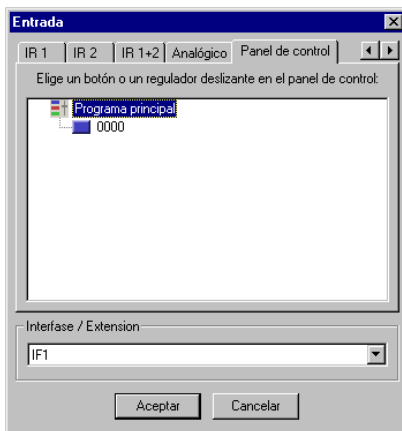 Entrada
IR 1 IR 2 IR 1+2 Analógico Panel de control
Elige un botón o un regulador deslizante en el panel de control:
Programa principal
0000
Interfase / Extension
IF1
Aceptar Cancelar